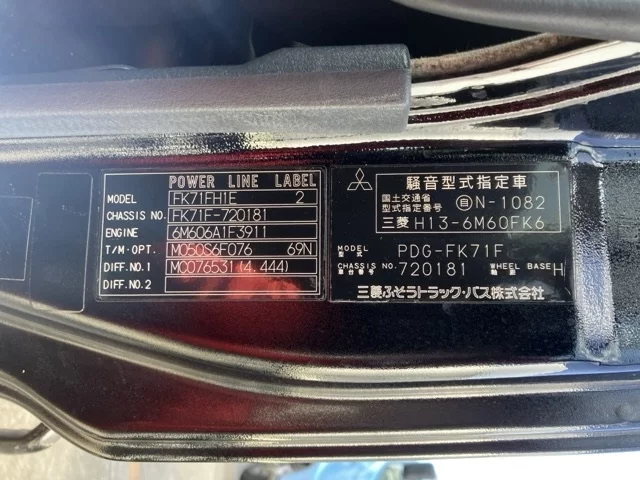 POWER LINE LABEL
MODEL FK71FH1E 2
CHASSIS NO. FK71F-720181
ENGINE 6M606A1F3911
T/M・OPT. M050S6F076 69N
DIFF.NO.1 MC076531(4.444)
DIFF.NO.2
騒音型式指定車
国土交通省
型式指定番号 自N-1082
三菱 H13-6M60FK6
MODEL
型式 PDG-FK71F
CHASSIS NO.
車台番号 720181
WHEEL BASE
軸距 H
三菱ふそうトラック・バス株式会社